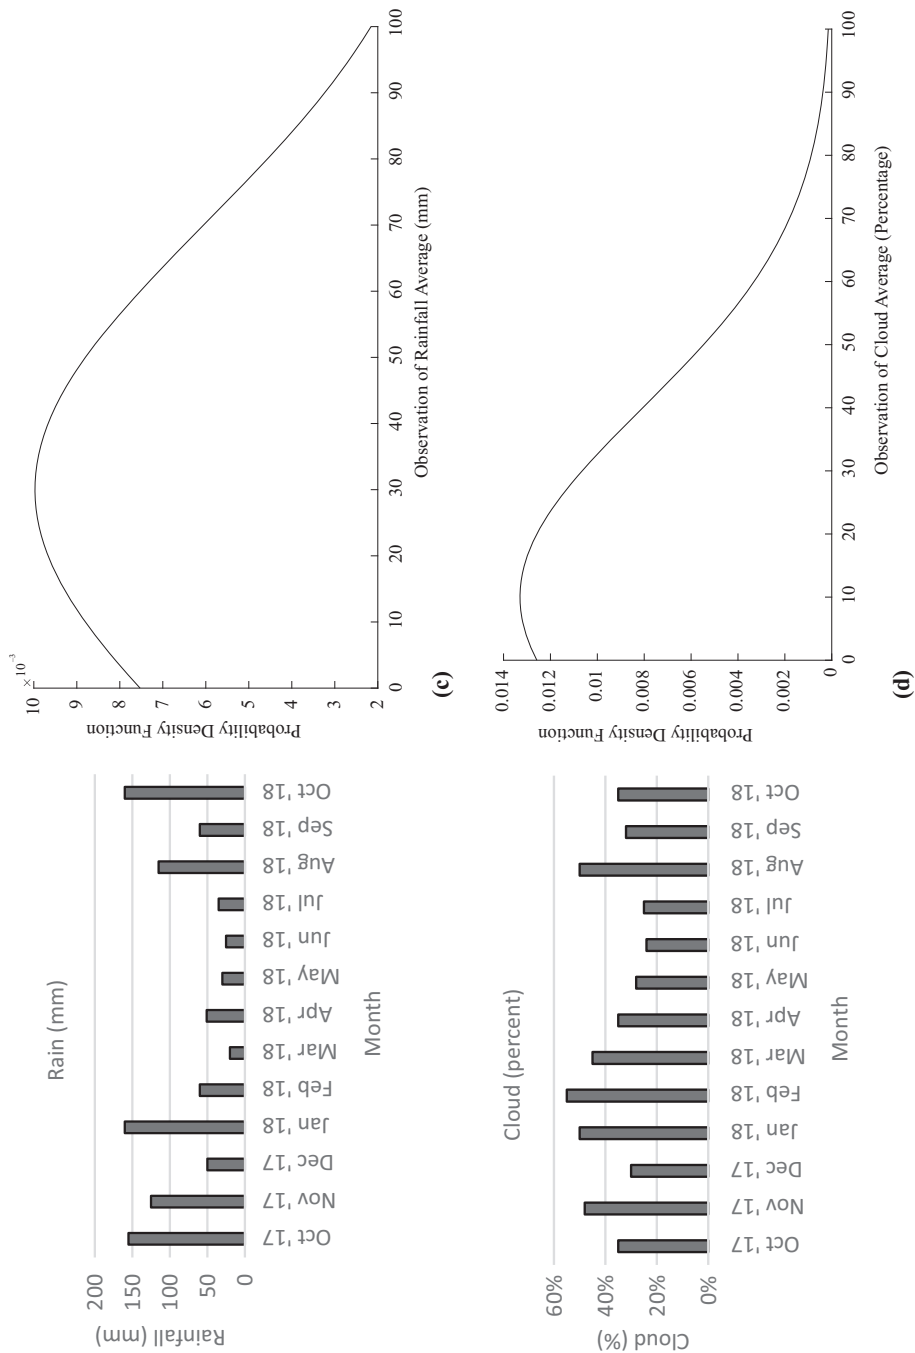 Rain (mm)
Rainfall (mm)
200
150
100
50
0
Oct '17
Nov '17
Dec '17
Jan '18
Feb '18
Mar '18
Apr '18
May '18
Jun '18
Jul '18
Aug '18
Sep '18
Oct '18
Month
× 10⁻³
Probability Density Function
10
9
8
7
6
5
4
3
2
0
10
20
30
40
50
60
70
80
90
100
Observation of Rainfall Average (mm)
(c)
Cloud (percent)
Cloud (%)
60%
40%
20%
0%
Oct '17
Nov '17
Dec '17
Jan '18
Feb '18
Mar '18
Apr '18
May '18
Jun '18
Jul '18
Aug '18
Sep '18
Oct '18
Month
Probability Density Function
0.014
0.012
0.01
0.008
0.006
0.004
0.002
0
0
10
20
30
40
50
60
70
80
90
100
Observation of Cloud Average (Percentage)
(d)